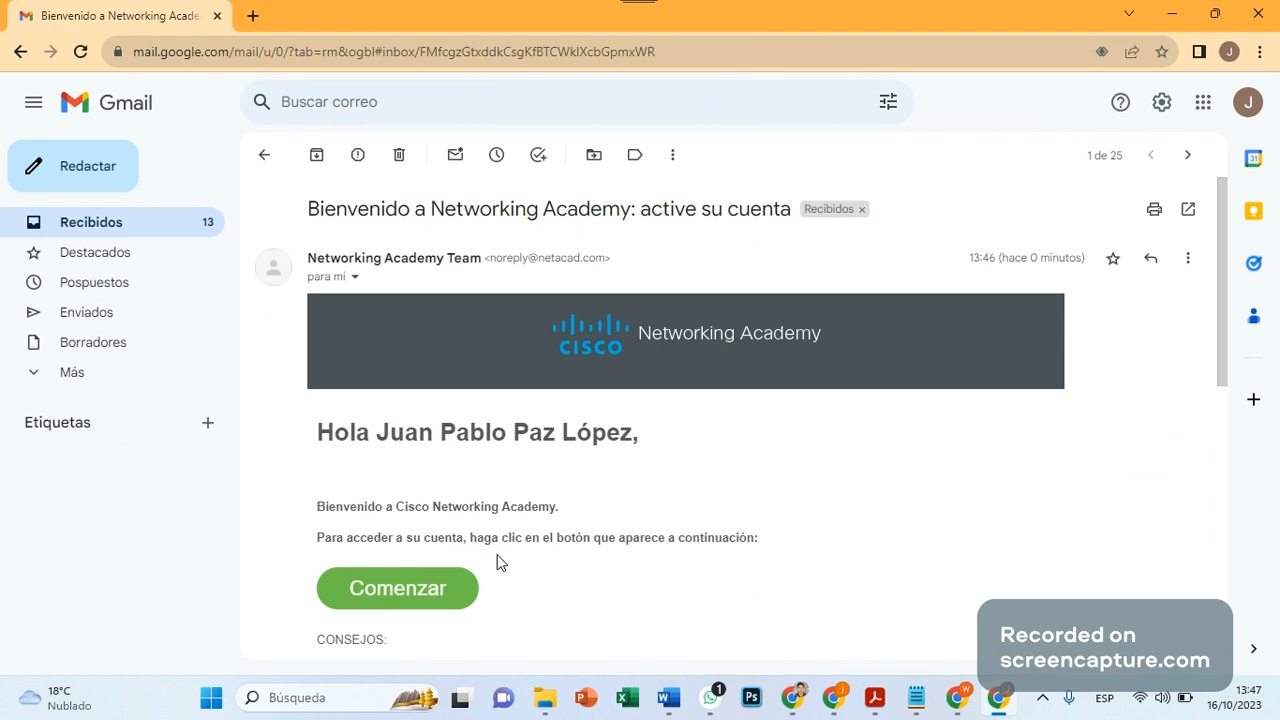 Bienvenido a Networking Acade
mail.google.com/mail/u/0/?tab=rm&ogbl#inbox/FMfcgzGtxddkCsgKfBTCWklXcbGpmxWR
J
Gmail
Buscar correo
J
Redactar
1 de 25
31
Recibidos
13
Bienvenido a Networking Academy: active su cuenta
Recibidos ×
Destacados
Networking Academy Team <noreply@netacad.com>
13:46 (hace 0 minutos)
para mí
Pospuestos
Enviados
Borradores
Más
CISCO
Networking Academy
Etiquetas
Hola Juan Pablo Paz López,
Bienvenido a Cisco Networking Academy.
Para acceder a su cuenta, haga clic en el botón que aparece a continuación:
Comenzar
CONSEJOS:
Recorded on
screencapture.com
18°C
Nublado
Búsqueda
1
ESP
13:47
16/10/2023